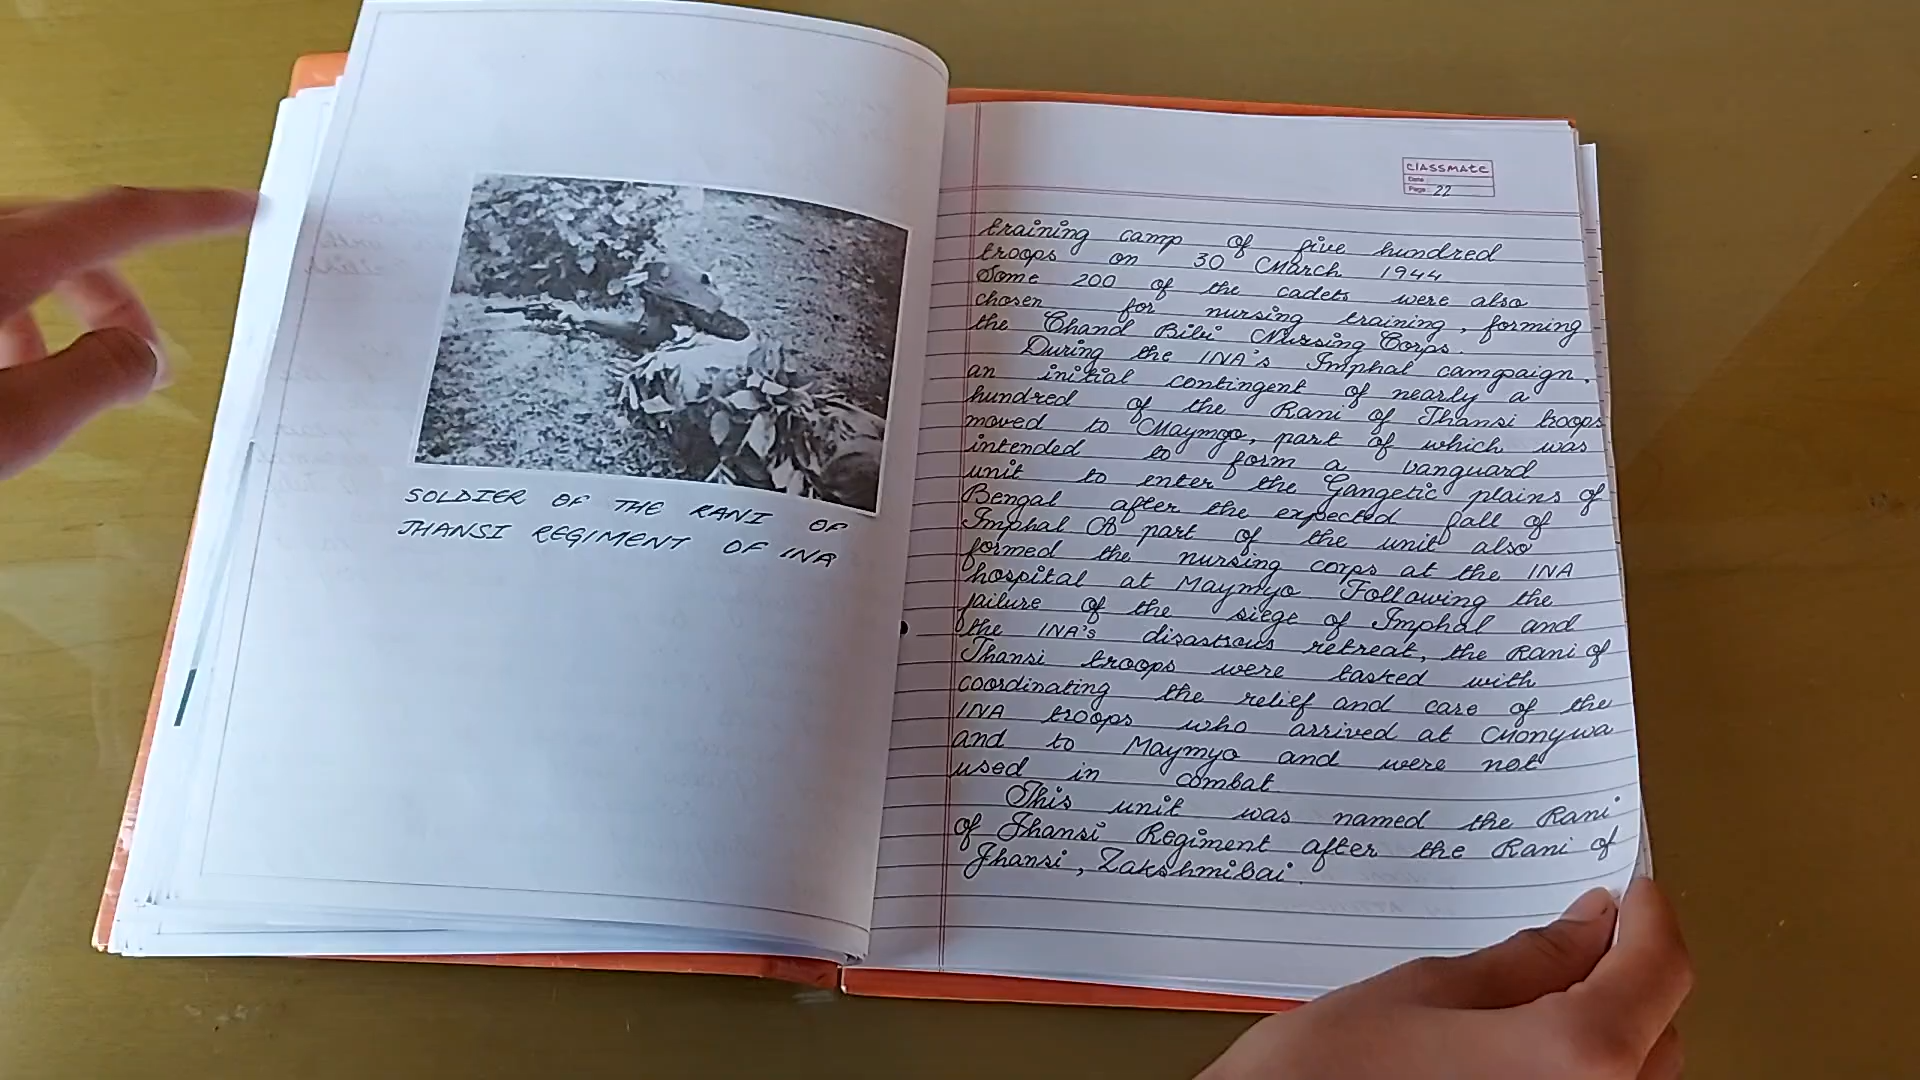 SOLDIER OF THE RANI OF
JHANSI REGIMENT OF INA
classmate
Date
Page 22
training camp of five hundred
troops on 30 March 1944
Some 200 of the cadets were also
chosen for nursing training, forming
the Chand Bibi Nursing Corps.
During the INA's Imphal campaign,
an initial contingent of nearly a
hundred of the Rani of Jhansi troops
moved to Maymyo, part of which was
intended to form a vanguard
unit to enter the Gangetic plains of
Bengal after the expected fall of
Imphal A part of the unit also
formed the nursing corps at the INA
hospital at Maymyo Following the
failure of the siege of Imphal and
the INA's disastrous retreat, the Rani of
Jhansi troops were tasked with
coordinating the relief and care of the
INA troops who arrived at Monywa
and to Maymyo and were not
used in combat.
This unit was named the Rani
of Jhansi Regiment after the Rani of
Jhansi, Lakshmibai.